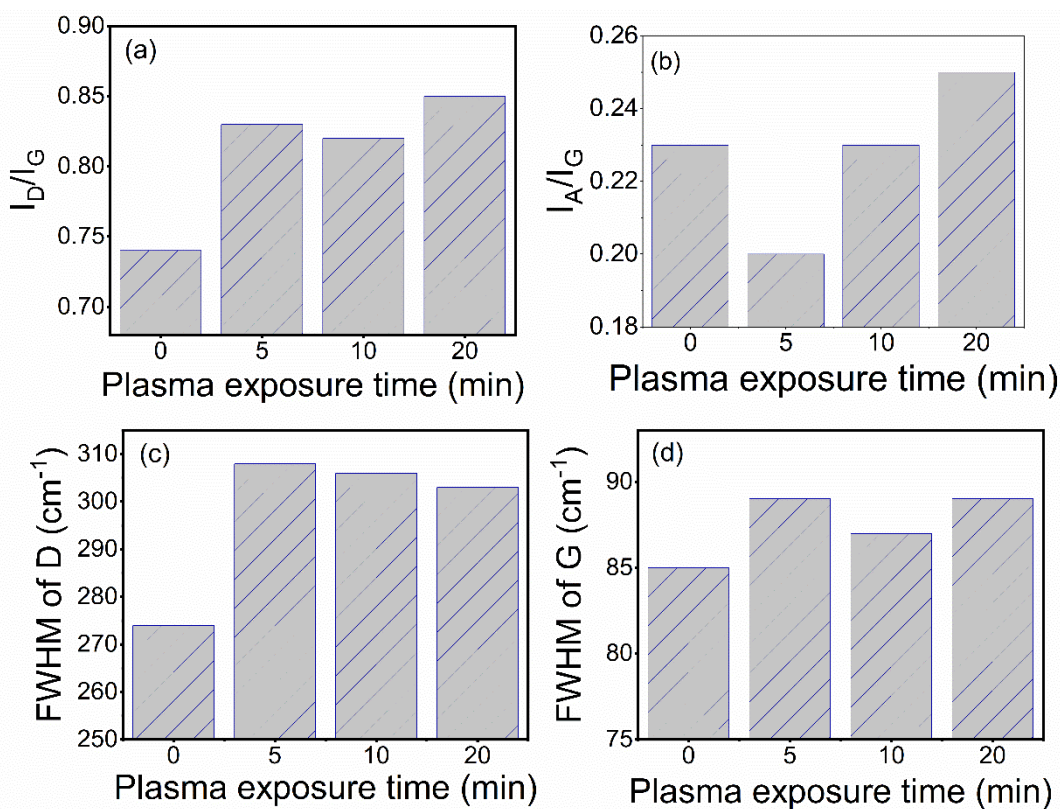 (a)
I_D/I_G
0.90
0.85
0.80
0.75
0.70
0 5 10 20
Plasma exposure time (min)
(b)
I_A/I_G
0.26
0.24
0.22
0.20
0.18
0 5 10 20
Plasma exposure time (min)
(c)
FWHM of D (cm⁻¹)
310
300
290
280
270
260
250
0 5 10 20
Plasma exposure time (min)
(d)
FWHM of G (cm⁻¹)
90
85
80
75
0 5 10 20
Plasma exposure time (min)